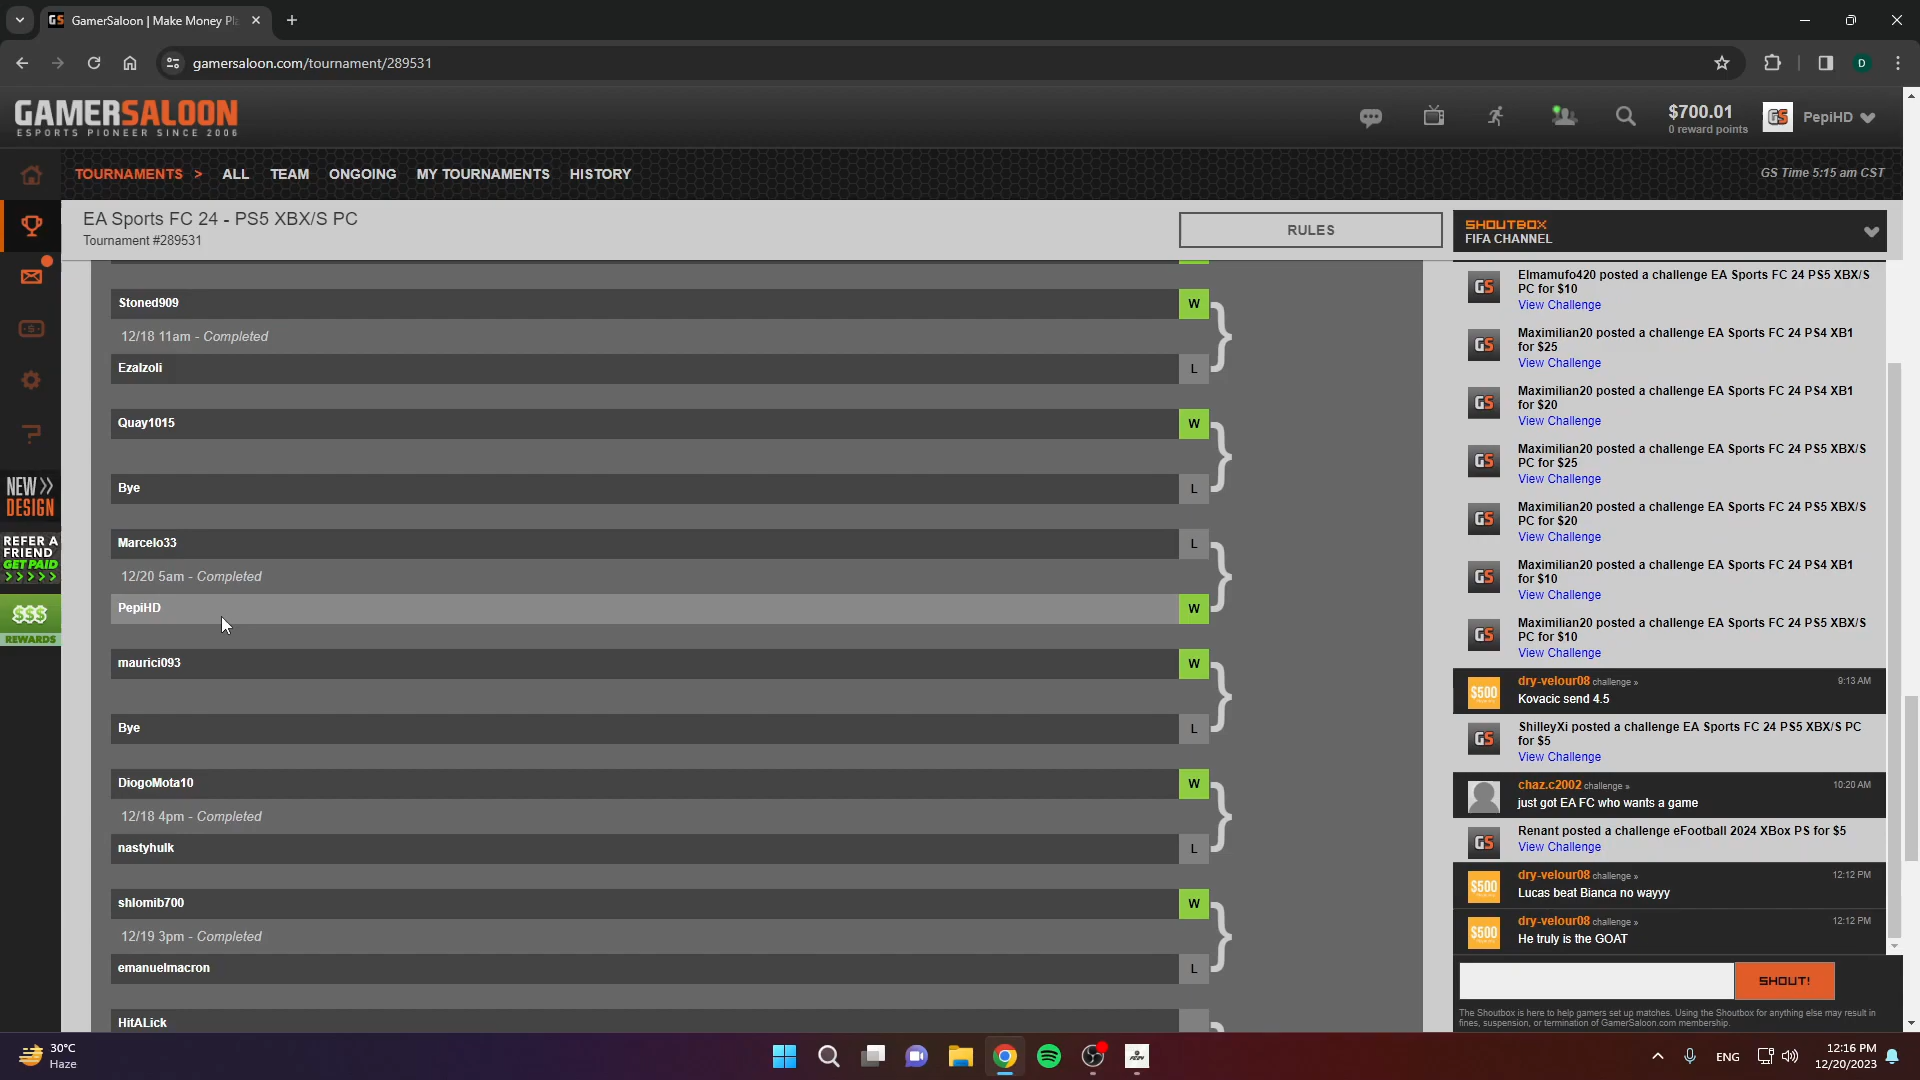 GS GamerSaloon | Make Money Pl
gamersaloon.com/tournament/289531
D
GAMERSALOON
ESPORTS PIONEER SINCE 2006
$700.01
0 reward points
GS
PepiHD
TOURNAMENTS > ALL TEAM ONGOING MY TOURNAMENTS HISTORY
GS Time 5:15 am CST
EA Sports FC 24 - PS5 XBX/S PC
Tournament #289531
RULES
NEW>>
DESIGN
REFER A
FRIEND
GET PAID
>>>>>
$$$
REWARDS
Stoned909 W
12/18 11am - Completed
Ezalzoli L
Quay1015 W
Bye L
Marcelo33 L
12/20 5am - Completed
PepiHD W
maurici093 W
Bye L
DiogoMota10 W
12/18 4pm - Completed
nastyhulk L
shlomib700 W
12/19 3pm - Completed
emanuelmacron L
HitALick
SHOUTBOX
FIFA CHANNEL
GS Elmamufo420 posted a challenge EA Sports FC 24 PS5 XBX/S
PC for $10
View Challenge
GS Maximilian20 posted a challenge EA Sports FC 24 PS4 XB1
for $25
View Challenge
GS Maximilian20 posted a challenge EA Sports FC 24 PS4 XB1
for $20
View Challenge
GS Maximilian20 posted a challenge EA Sports FC 24 PS5 XBX/S
PC for $25
View Challenge
GS Maximilian20 posted a challenge EA Sports FC 24 PS5 XBX/S
PC for $20
View Challenge
GS Maximilian20 posted a challenge EA Sports FC 24 PS4 XB1
for $10
View Challenge
GS Maximilian20 posted a challenge EA Sports FC 24 PS5 XBX/S
PC for $10
View Challenge
$500 dry-velour08 challenge » 9:13 AM
Kovacic send 4.5
GS ShilleyXi posted a challenge EA Sports FC 24 PS5 XBX/S PC
for $5
View Challenge
chaz.c2002 challenge » 10:20 AM
just got EA FC who wants a game
GS Renant posted a challenge eFootball 2024 XBox PS for $5
View Challenge
$500 dry-velour08 challenge » 12:12 PM
Lucas beat Bianca no wayyy
$500 dry-velour08 challenge » 12:12 PM
He truly is the GOAT
SHOUT!
The Shoutbox is here to help gamers set up matches. Using the Shoutbox for anything else may result in
fines, suspension, or termination of GamerSaloon.com membership.
30°C
Haze
ENG
12:16 PM
12/20/2023